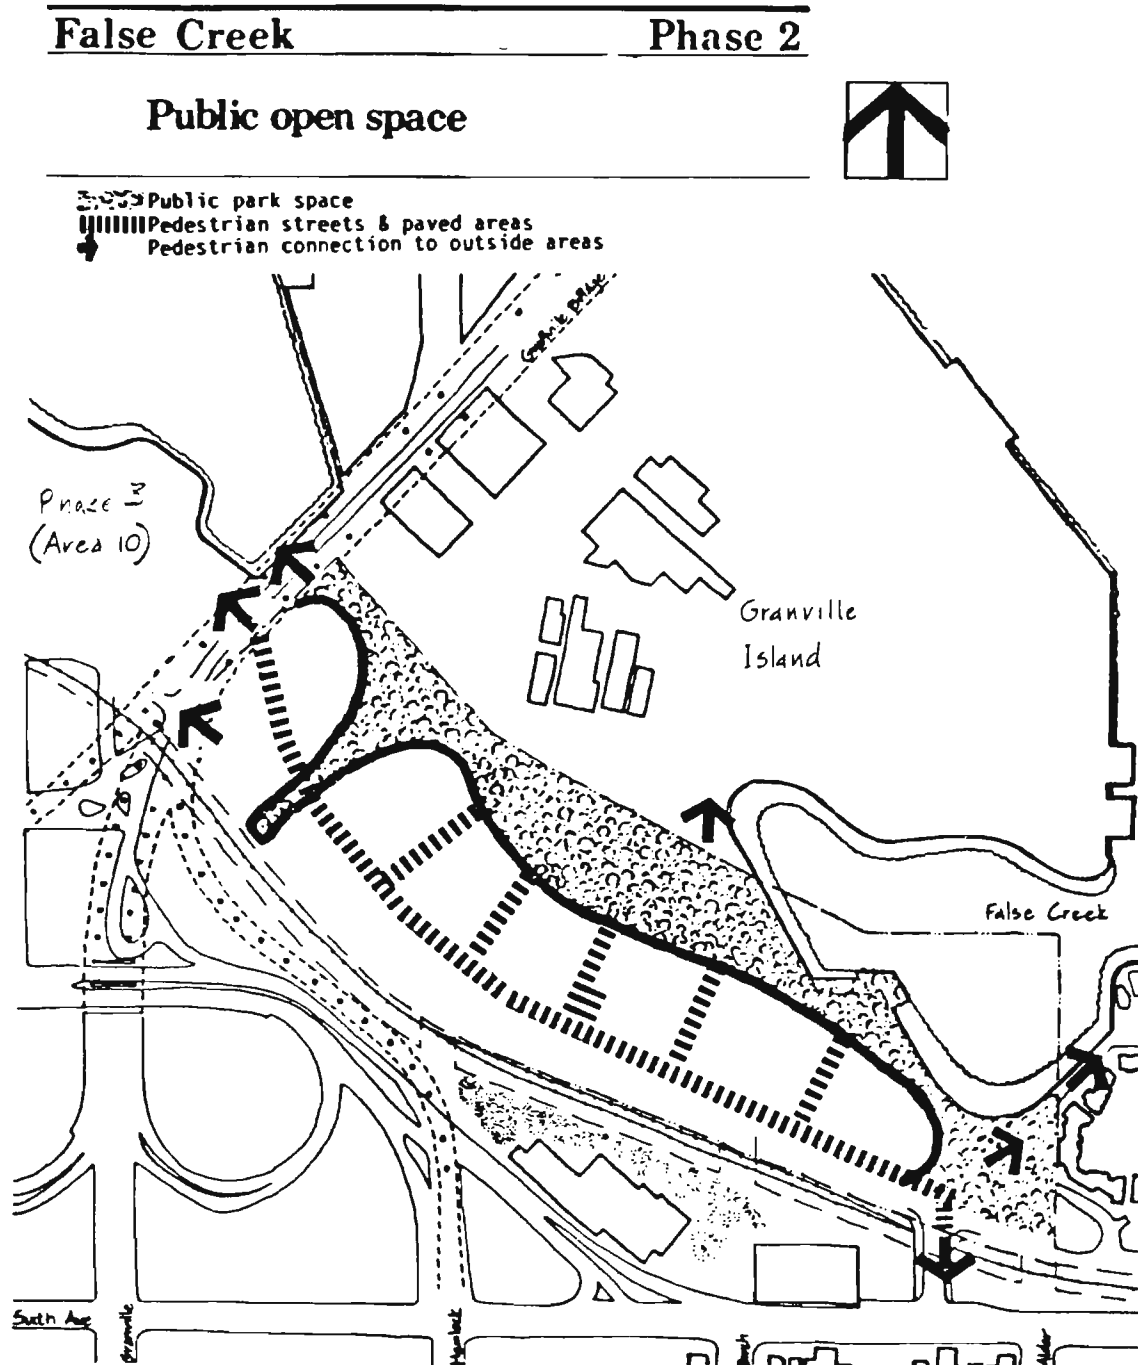 False Creek Phase 2
Public open space
Public park space
Pedestrian streets & paved areas
Pedestrian connection to outside areas
Granville Bridge
Phase 3
(Area 10)
Granville
Island
False Creek
Sixth Ave
Granville
Hemlock
Birch
Alder